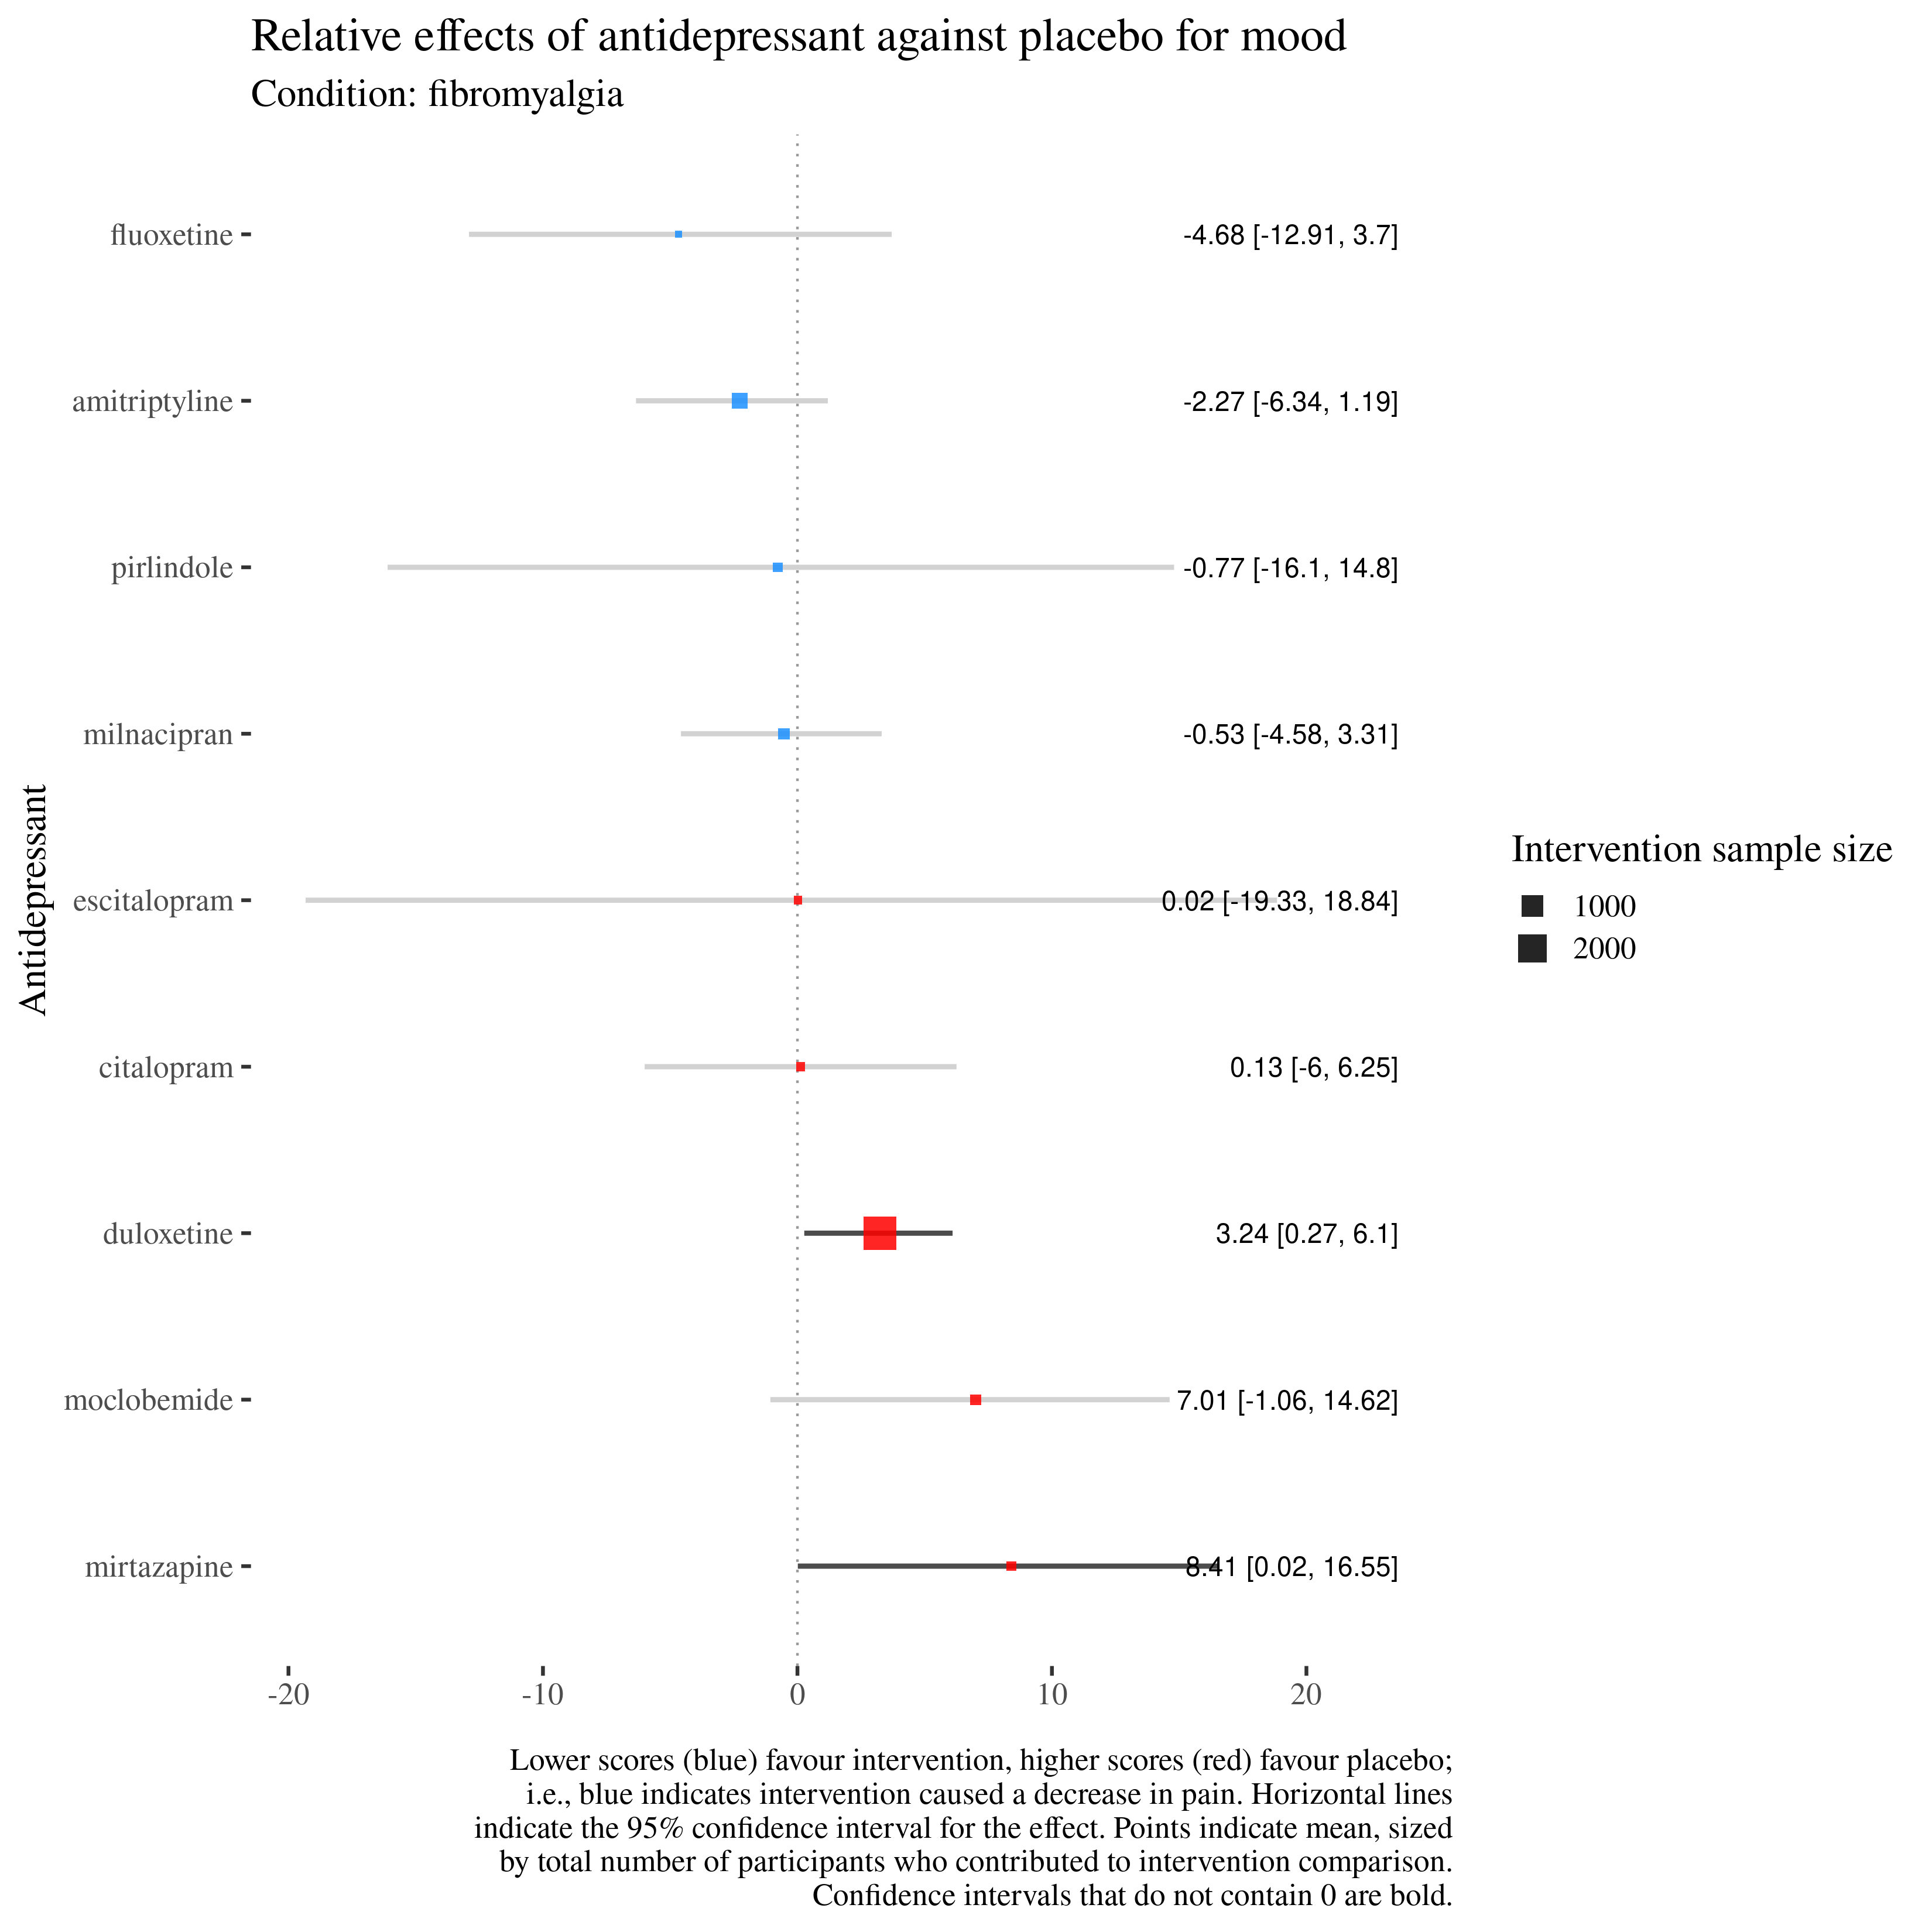 Relative effects of antidepressant against placebo for mood
Condition: fibromyalgia
fluoxetine -4.68 [-12.91, 3.7]
amitriptyline -2.27 [-6.34, 1.19]
pirlindole -0.77 [-16.1, 14.8]
milnacipran -0.53 [-4.58, 3.31]
escitalopram 0.02 [-19.33, 18.84]
citalopram 0.13 [-6, 6.25]
duloxetine 3.24 [0.27, 6.1]
moclobemide 7.01 [-1.06, 14.62]
mirtazapine 8.41 [0.02, 16.55]
Antidepressant
-20 -10 0 10 20
Intervention sample size
1000
2000
Lower scores (blue) favour intervention, higher scores (red) favour placebo;
i.e., blue indicates intervention caused a decrease in pain. Horizontal lines
indicate the 95% confidence interval for the effect. Points indicate mean, sized
by total number of participants who contributed to intervention comparison.
Confidence intervals that do not contain 0 are bold.